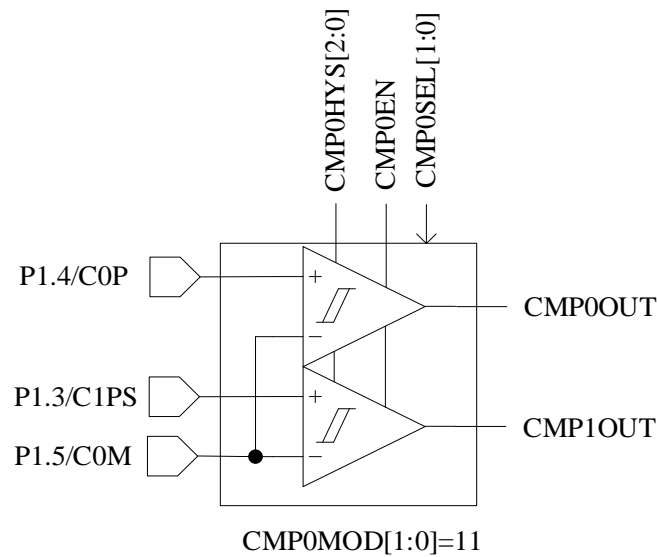 CMP0HYS[2:0]
CMP0EN
CMP0SEL[1:0]
P1.4/C0P
+
−
CMP0OUT
P1.3/C1PS
+
P1.5/C0M
−
CMP1OUT
CMP0MOD[1:0]=11